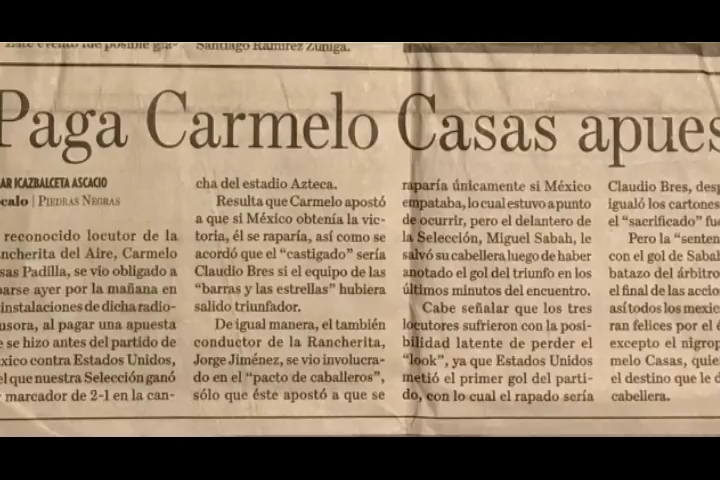 Santiago Ramírez Zúñiga.
Paga Carmelo Casas
AR ICAZBALCETA ASCACIO
calo | PIEDRAS NEGRAS
reconocido locutor de la
ncherita del Aire, Carmelo
sas Padilla, se vio obligado a
parse ayer por la mañana en
instalaciones de dicha radio-
usora, al pagar una apuesta
e se hizo antes del partido de
xico contra Estados Unidos,
el que nuestra Selección ganó
marcador de 2-1 en la can-
cha del estadio Azteca.
Resulta que Carmelo apostó
a que si México obtenía la vic-
toria, él se raparía, así como se
acordó que el "castigado" sería
Claudio Bres si el equipo de las
"barras y las estrellas" hubiera
salido triunfador.
De igual manera, el también
conductor de la Rancherita,
Jorge Jiménez, se vio involucra-
do en el "pacto de caballeros",
sólo que éste apostó a que se
raparía únicamente si México
empataba, lo cual estuvo a punto
de ocurrir, pero el delantero de
la Selección, Miguel Sabah, le
salvó su cabellera luego de haber
anotado el gol del triunfo en los
últimos minutos del encuentro.
Cabe señalar que los tres
locutores sufrieron con la posi-
bilidad latente de perder el
"look", ya que Estados Unidos
metió el primer gol del parti-
do, con lo cual el rapado sería
Claudio Bres, desp
igualó los cartones
el "sacrificado" fu
Pero la "senten
con el gol de Sabah
batazo del árbitro
el final de las accio
así todos los mexic
ran felices por el
excepto el nigrop
melo Casas, quie
el destino que le d
cabellera.